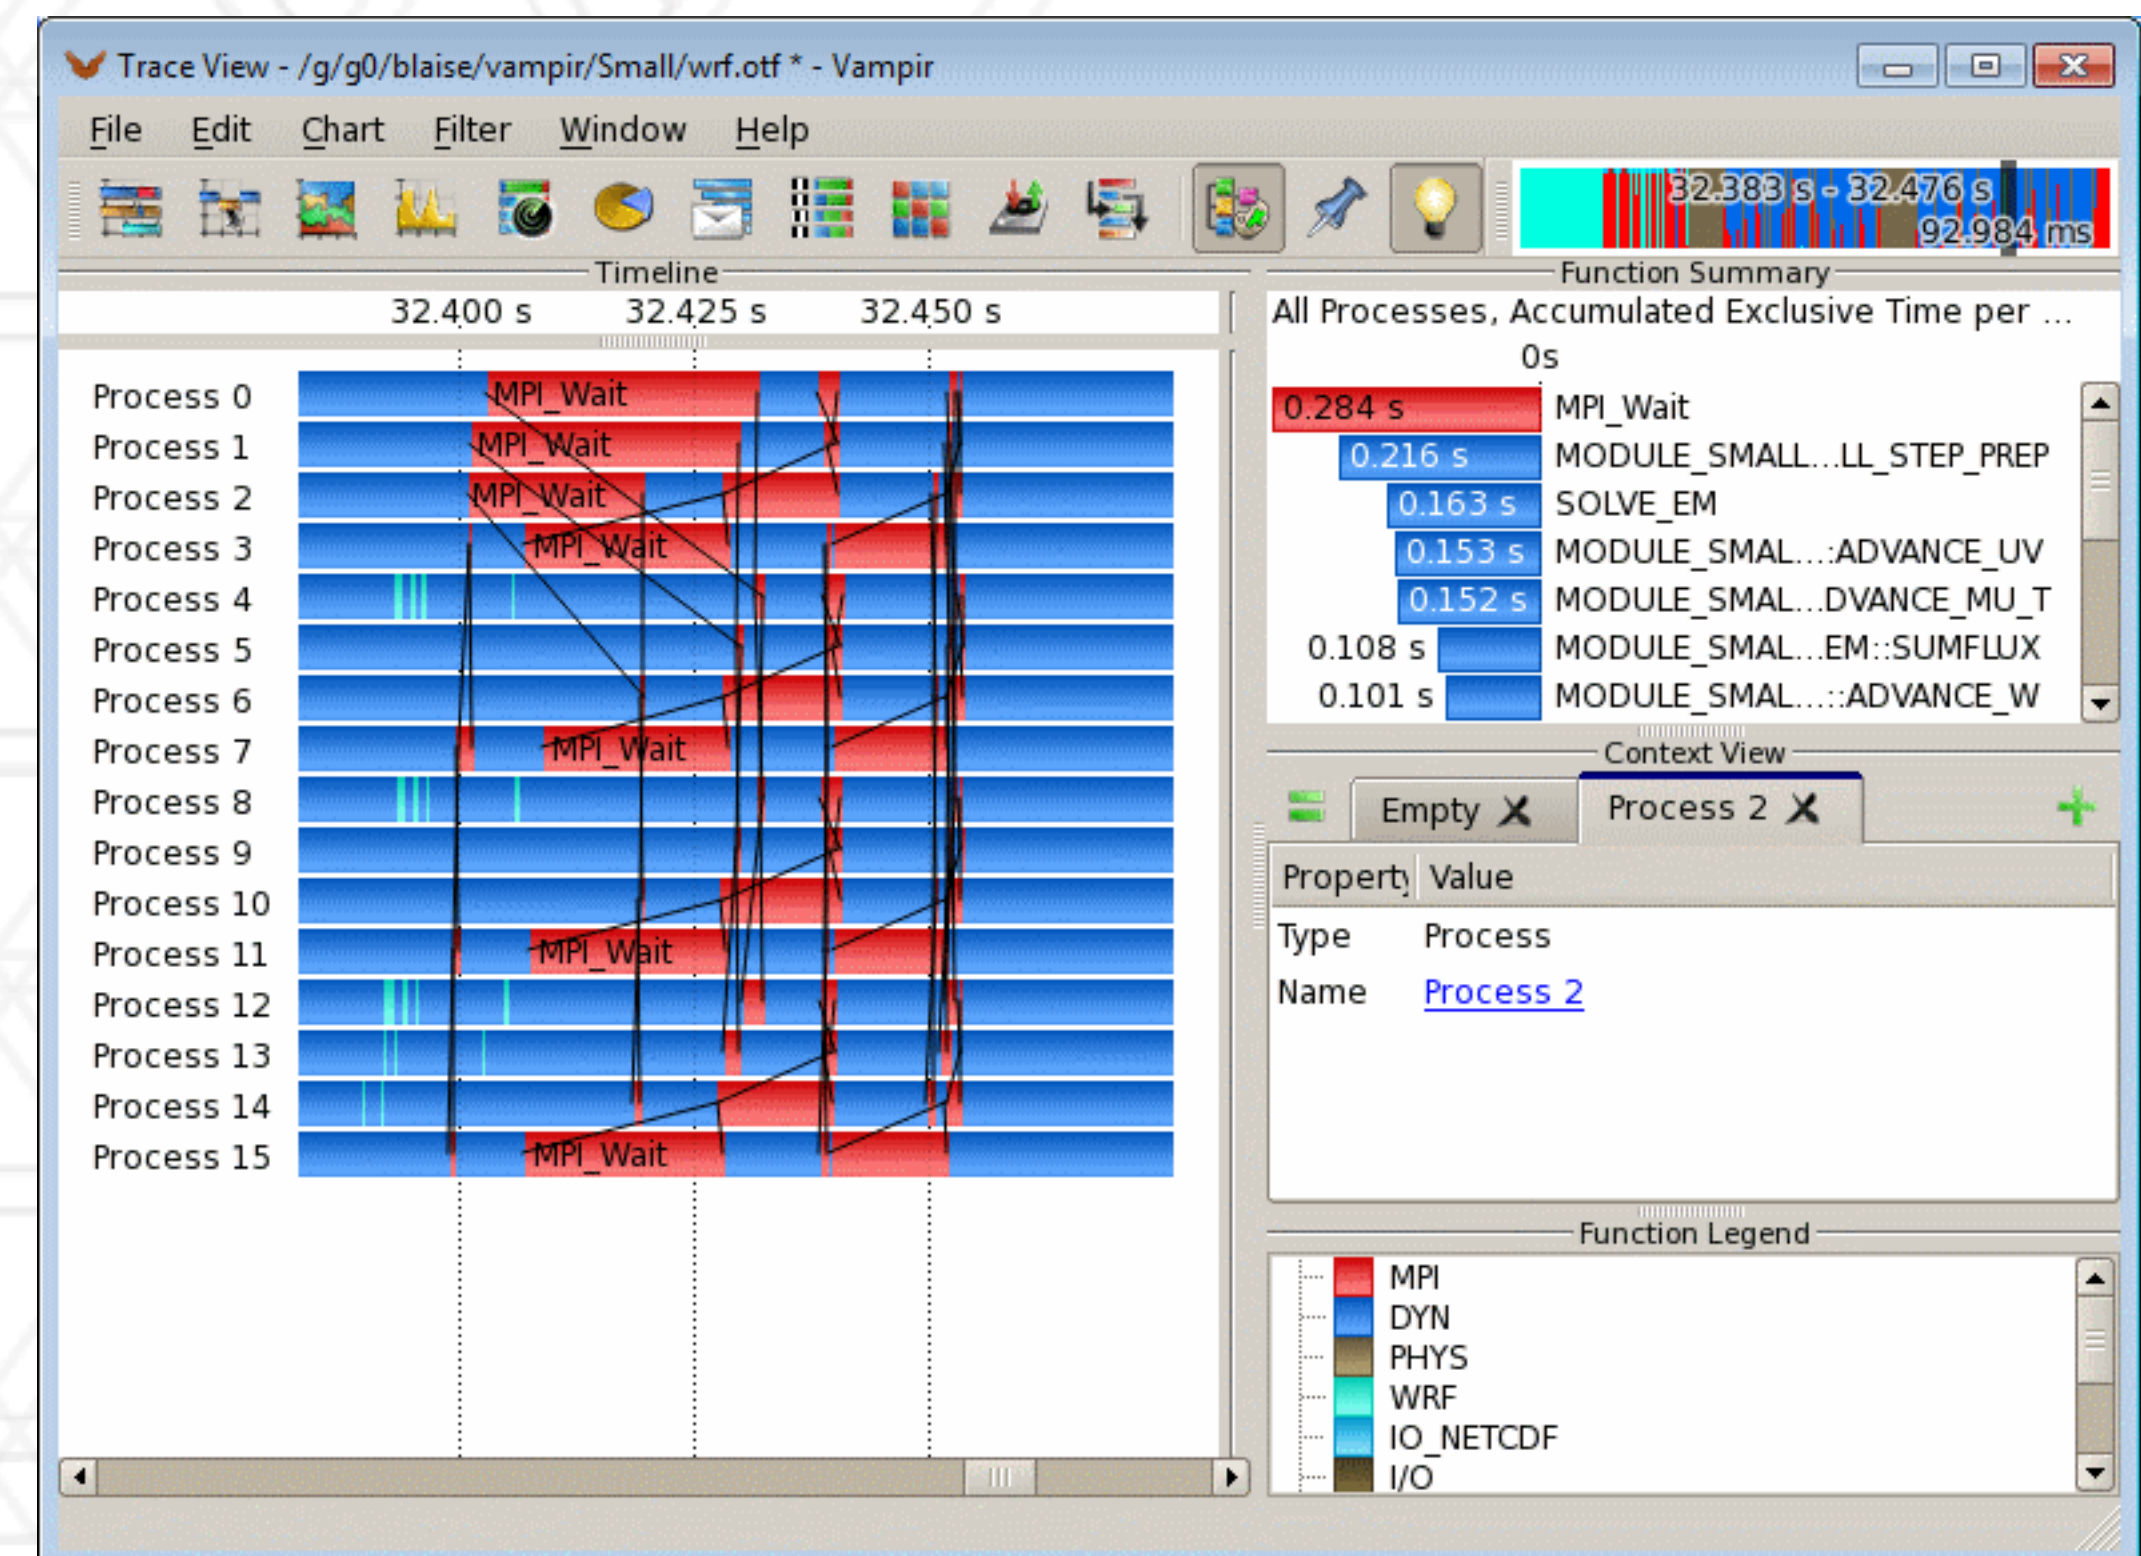 Trace View - /g/g0/blaise/vampir/Small/wrf.otf * - Vampir
File Edit Chart Filter Window Help
32.383 s - 32.476 s
92.984 ms
Timeline
32.400 s 32.425 s 32.450 s
Process 0 MPI_Wait
Process 1 MPI_Wait
Process 2 MPI_Wait
Process 3 MPI_Wait
Process 4
Process 5
Process 6
Process 7 MPI_Wait
Process 8
Process 9
Process 10
Process 11 MPI_Wait
Process 12
Process 13
Process 14
Process 15 MPI_Wait
Function Summary
All Processes, Accumulated Exclusive Time per ...
0s
0.284 s MPI_Wait
0.216 s MODULE_SMALL...LL_STEP_PREP
0.163 s SOLVE_EM
0.153 s MODULE_SMAL...:ADVANCE_UV
0.152 s MODULE_SMAL...DVANCE_MU_T
0.108 s MODULE_SMAL...EM::SUMFLUX
0.101 s MODULE_SMAL...::ADVANCE_W
Context View
Empty Process 2
Property Value
Type Process
Name Process 2
Function Legend
MPI
DYN
PHYS
WRF
IO_NETCDF
I/O